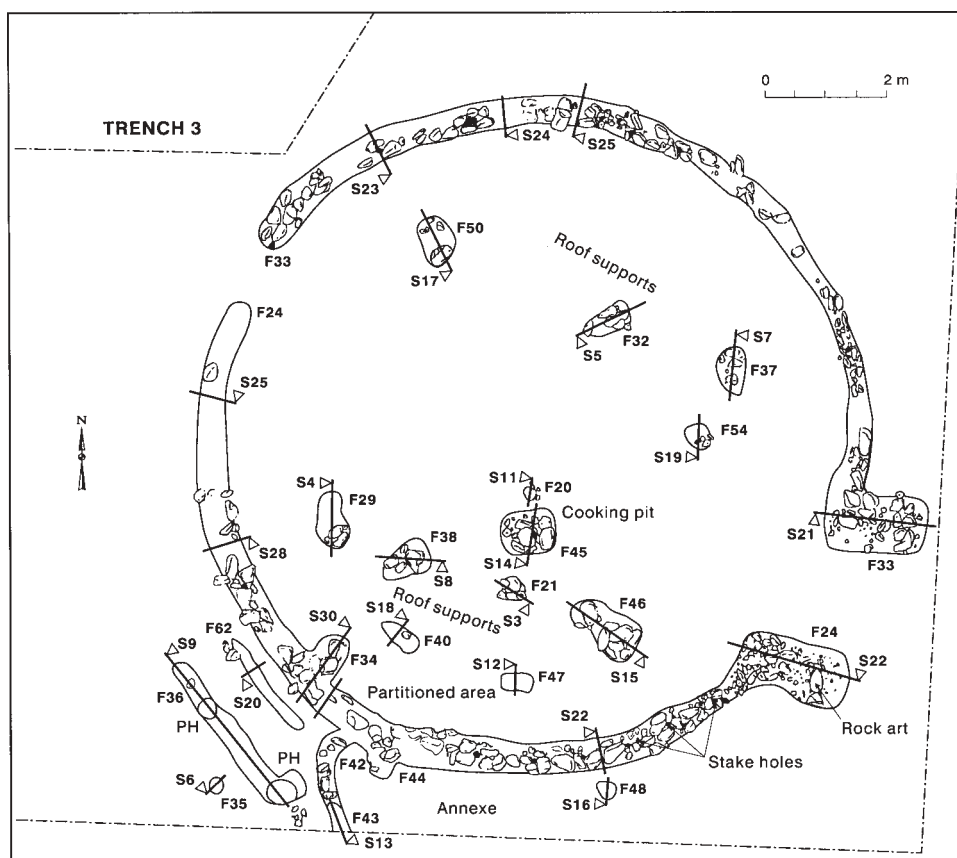 0 2 m
TRENCH 3
S24
S25
S23
F33
F50
S17
Roof supports
F24
S5
F32
S7
F37
S25
F54
S19
N
S4
F29
S11
F20
Cooking pit
S28
F38
S8
S14
F45
S21
F33
F21
S3
Roof supports
S18
F40
F46
S15
S30
F34
F62
S9
S20
F36
PH
S12
F47
Partitioned area
F24
S22
S22
Rock art
Stake holes
PH
F42
F44
S6
F35
F43
S13
Annexe
F48
S16